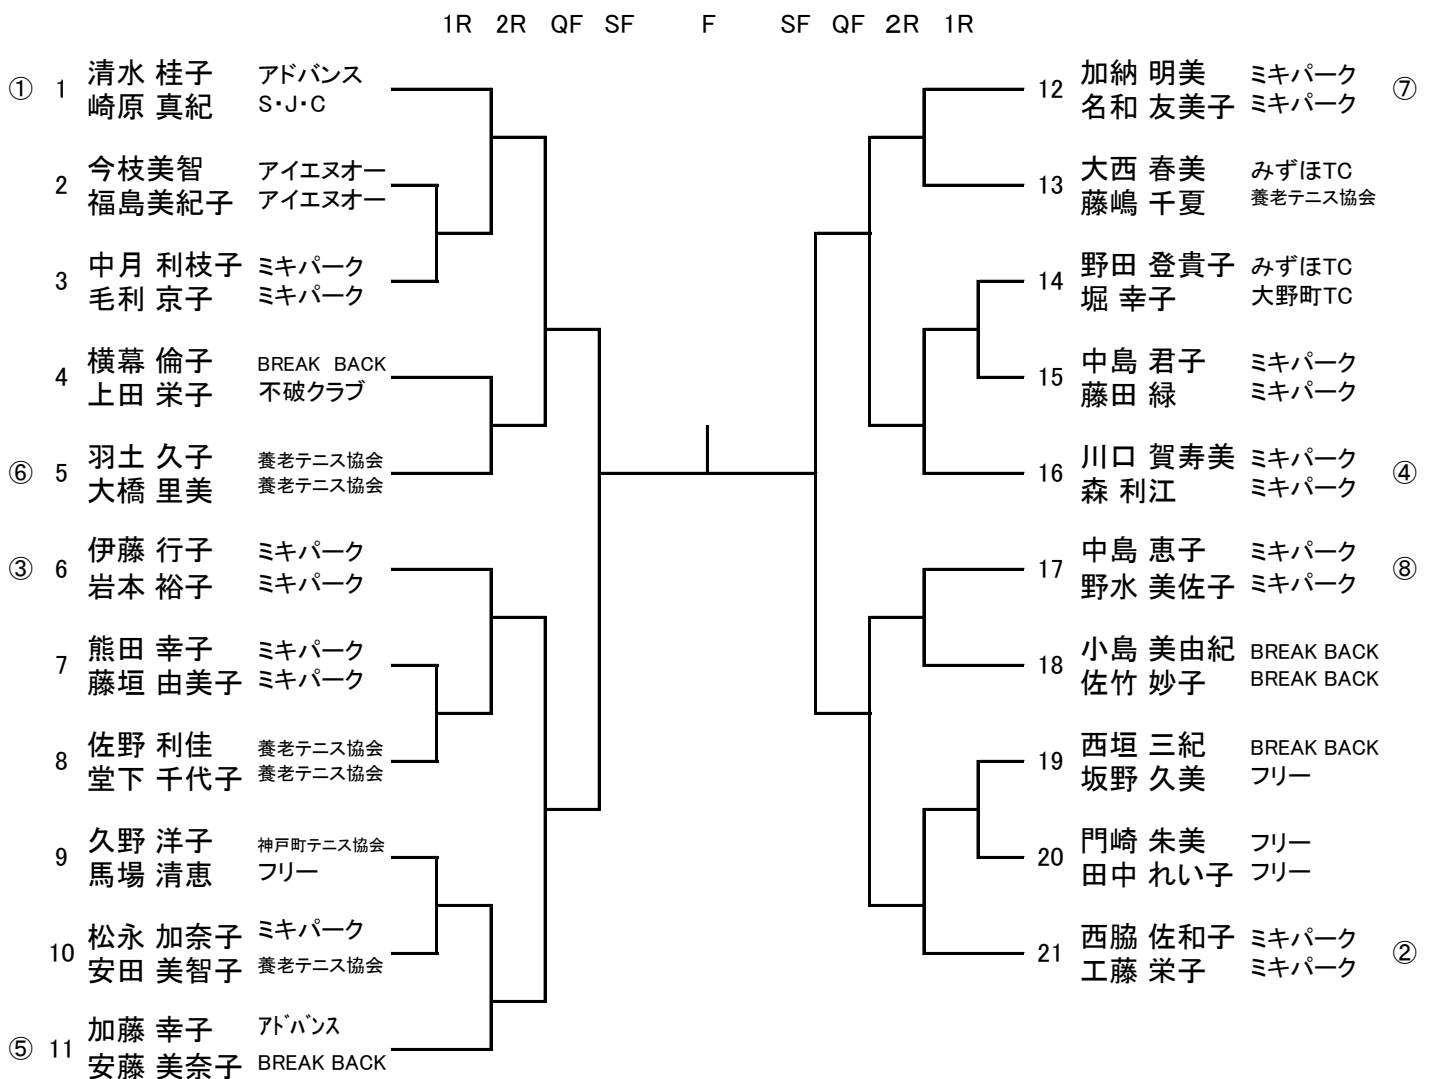 1R 2R QF SF F SF QF 2R 1R
① 1 清水 桂子 アドバンス
崎原 真紀 S・J・C
2 今枝美智 アイエヌオー
福島美紀子 アイエヌオー
3 中月 利枝子 ミキパーク
毛利 京子 ミキパーク
4 横幕 倫子 BREAK BACK
上田 栄子 不破クラブ
⑥ 5 羽土 久子 養老テニス協会
大橋 里美 養老テニス協会
③ 6 伊藤 行子 ミキパーク
岩本 裕子 ミキパーク
7 熊田 幸子 ミキパーク
藤垣 由美子 ミキパーク
8 佐野 利佳 養老テニス協会
堂下 千代子 養老テニス協会
9 久野 洋子 神戸町テニス協会
馬場 清恵 フリー
10 松永 加奈子 ミキパーク
安田 美智子 養老テニス協会
⑤ 11 加藤 幸子 アドバンス
安藤 美奈子 BREAK BACK
12 加納 明美 ミキパーク ⑦
名和 友美子 ミキパーク
13 大西 春美 みずほTC
藤嶋 千夏 養老テニス協会
14 野田 登貴子 みずほTC
堀 幸子 大野町TC
15 中島 君子 ミキパーク
藤田 緑 ミキパーク
16 川口 賀寿美 ミキパーク ④
森 利江 ミキパーク
17 中島 恵子 ミキパーク ⑧
野水 美佐子 ミキパーク
18 小島 美由紀 BREAK BACK
佐竹 妙子 BREAK BACK
19 西垣 三紀 BREAK BACK
坂野 久美 フリー
20 門崎 朱美 フリー
田中 れい子 フリー
21 西脇 佐和子 ミキパーク ②
工藤 栄子 ミキパーク